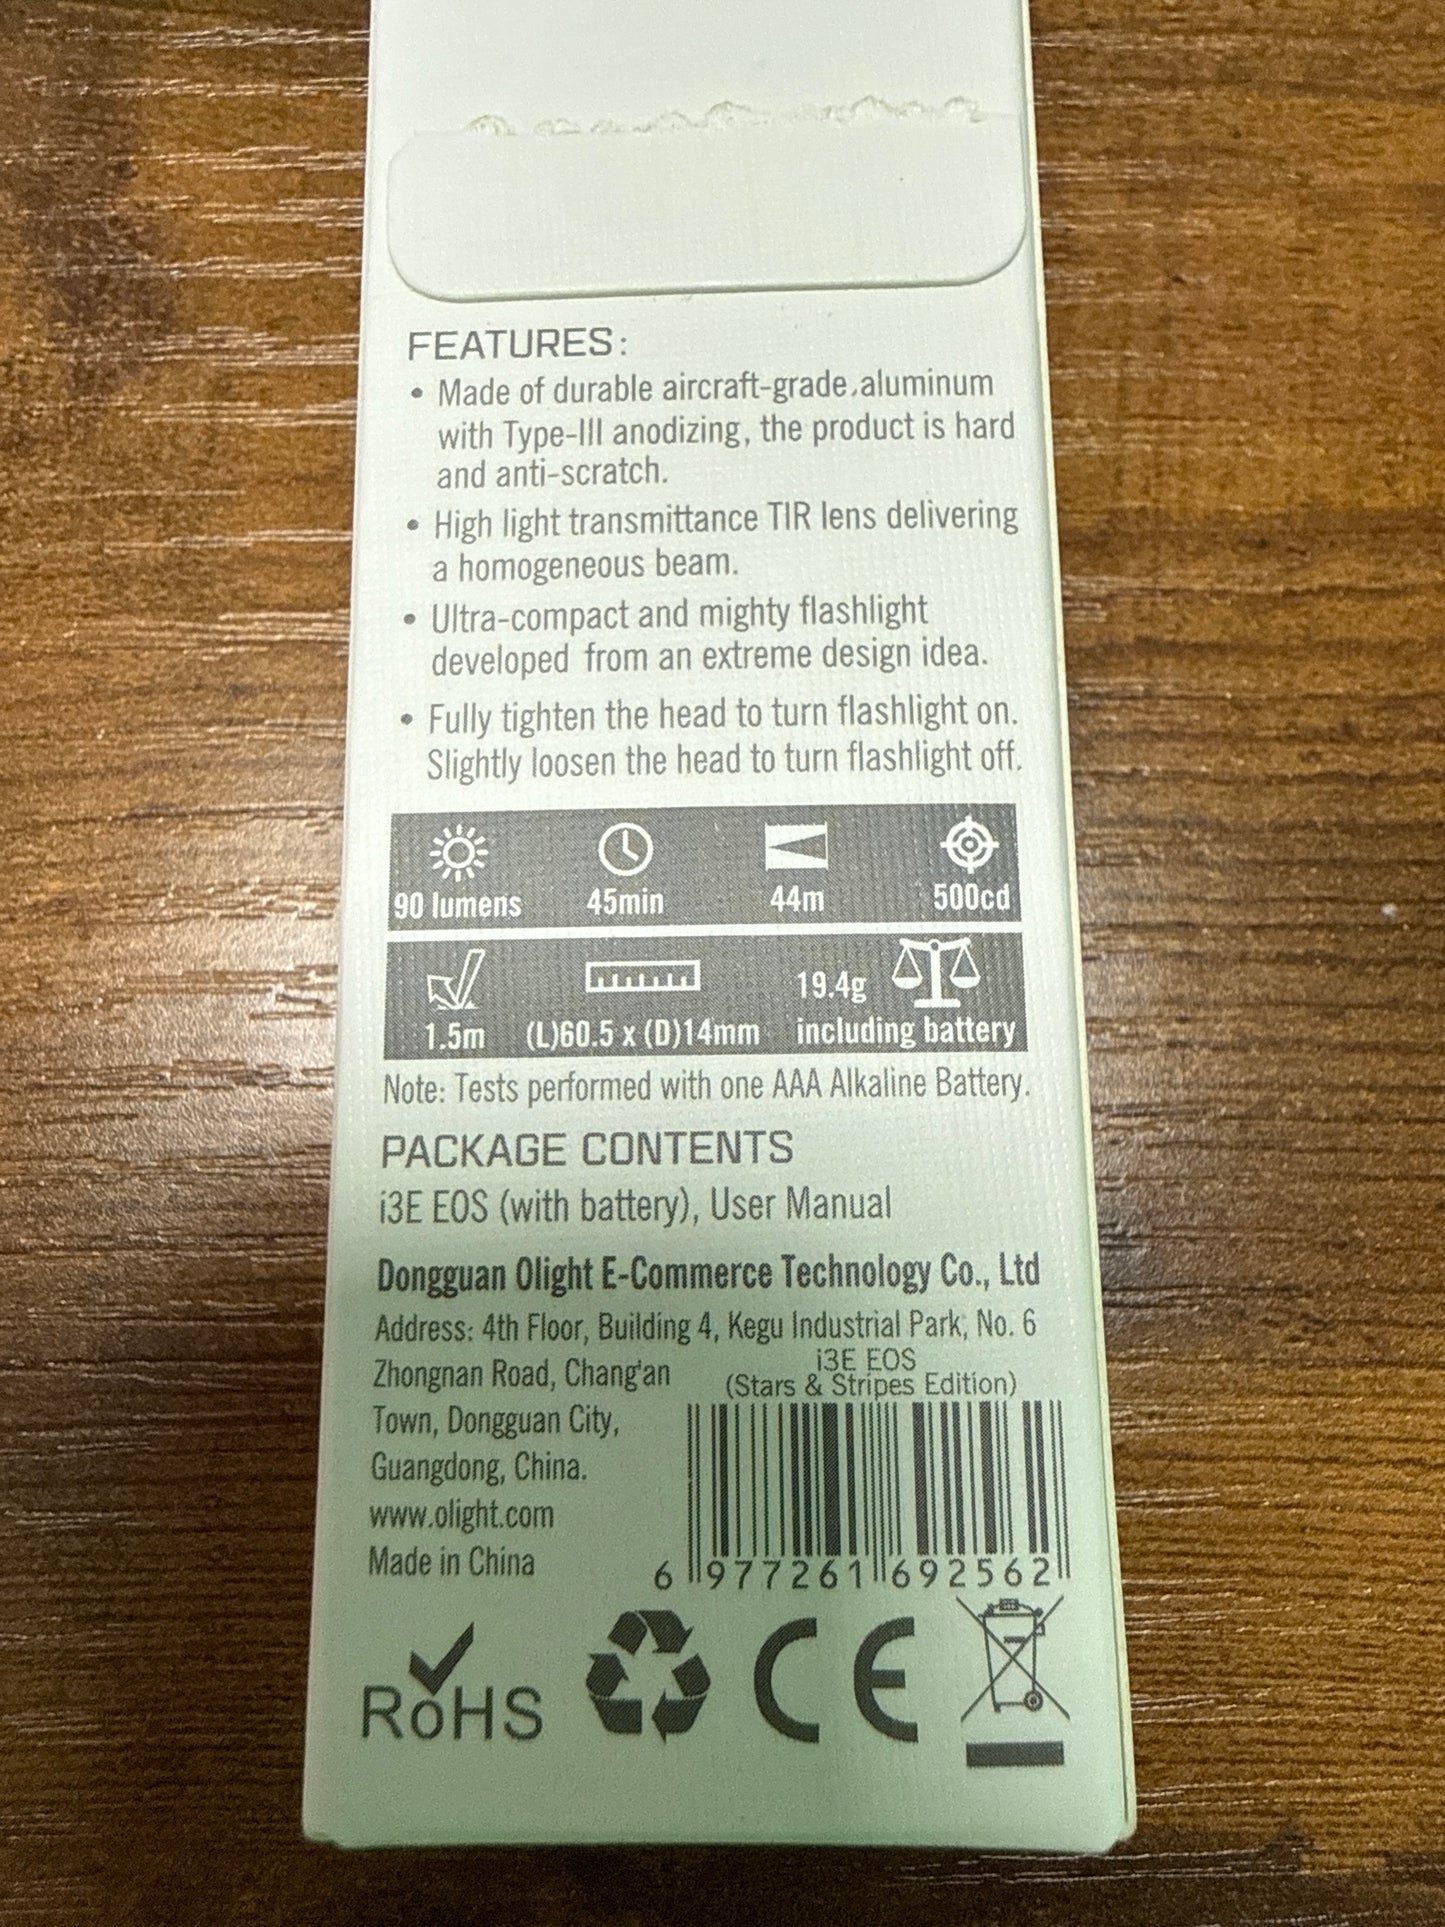 FEATURES:
• Made of durable aircraft-grade.aluminum
with Type-III anodizing, the product is hard
and anti-scratch.
• High light transmittance TIR lens delivering
a homogeneous beam.
• Ultra-compact and mighty flashlight
developed from an extreme design idea.
• Fully tighten the head to turn flashlight on.
Slightly loosen the head to turn flashlight off.
90 lumens 45min 44m 500cd
19.4g
1.5m (L)60.5 x (D)14mm including battery
Note: Tests performed with one AAA Alkaline Battery.
PACKAGE CONTENTS
i3E EOS (with battery), User Manual
Dongguan Olight E-Commerce Technology Co., Ltd
Address: 4th Floor, Building 4, Kegu Industrial Park, No. 6
Zhongnan Road, Chang'an
Town, Dongguan City,
Guangdong, China.
www.olight.com
Made in China
i3E EOS
(Stars & Stripes Edition)
6 977261 692562
RoHS CE